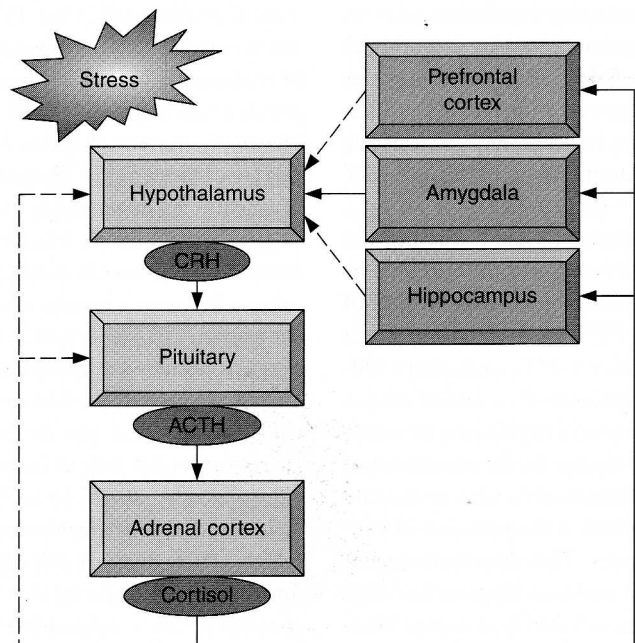 Stress
Prefrontal
cortex
Hypothalamus
Amygdala
CRH
Hippocampus
Pituitary
ACTH
Adrenal cortex
Cortisol